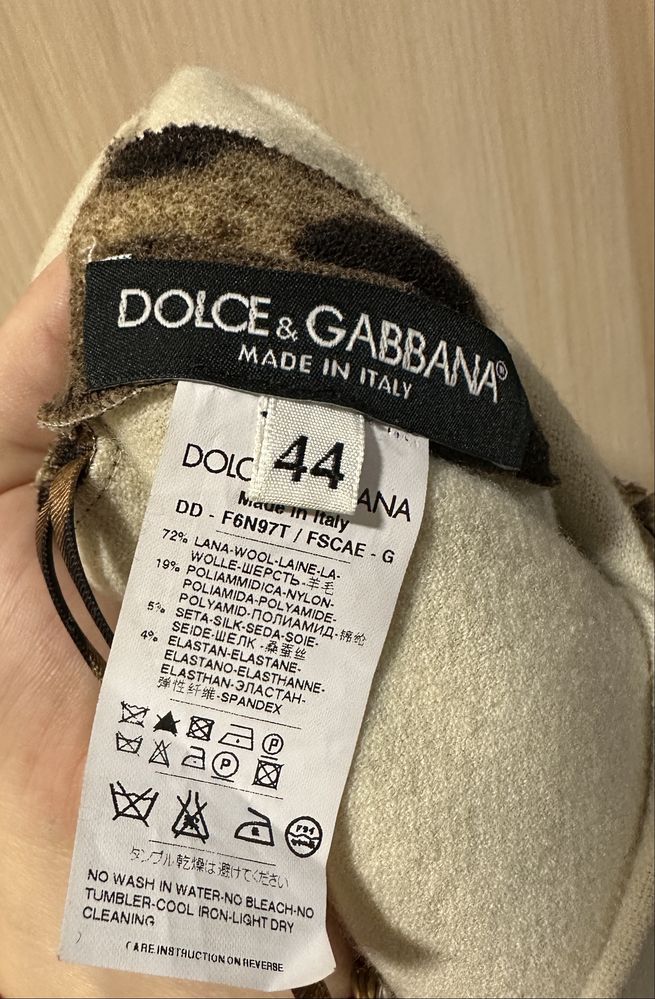 DOLCE & GABBANA®
MADE IN ITALY
44
DOLC ANA
Made in Italy
DD - F6N97T / FSCAE - G
72% LANA-WOOL-LAINE-LA-
WOLLE-ШЕРСТЬ-羊毛
19% POLIAMMIDICA-NYLON-
POLIAMIDA-POLYAMIDE-
POLYAMID-ПОЛИАМИД-锦纶
5% SETA-SILK-SEDA-SOIE-
SEIDE-ШЕЛК-桑蚕丝
4% ELASTAN-ELASTANE-
ELASTANO-ELASTHANNE-
ELASTHAN-ЭЛАСТАН-
弹性纤维-SPANDEX
P
P
ドライ
タンブル乾燥は避けてください
NO WASH IN WATER-NO BLEACH-NO
TUMBLER-COOL IRON-LIGHT DRY
CLEANING
CARE INSTRUCTION ON REVERSE